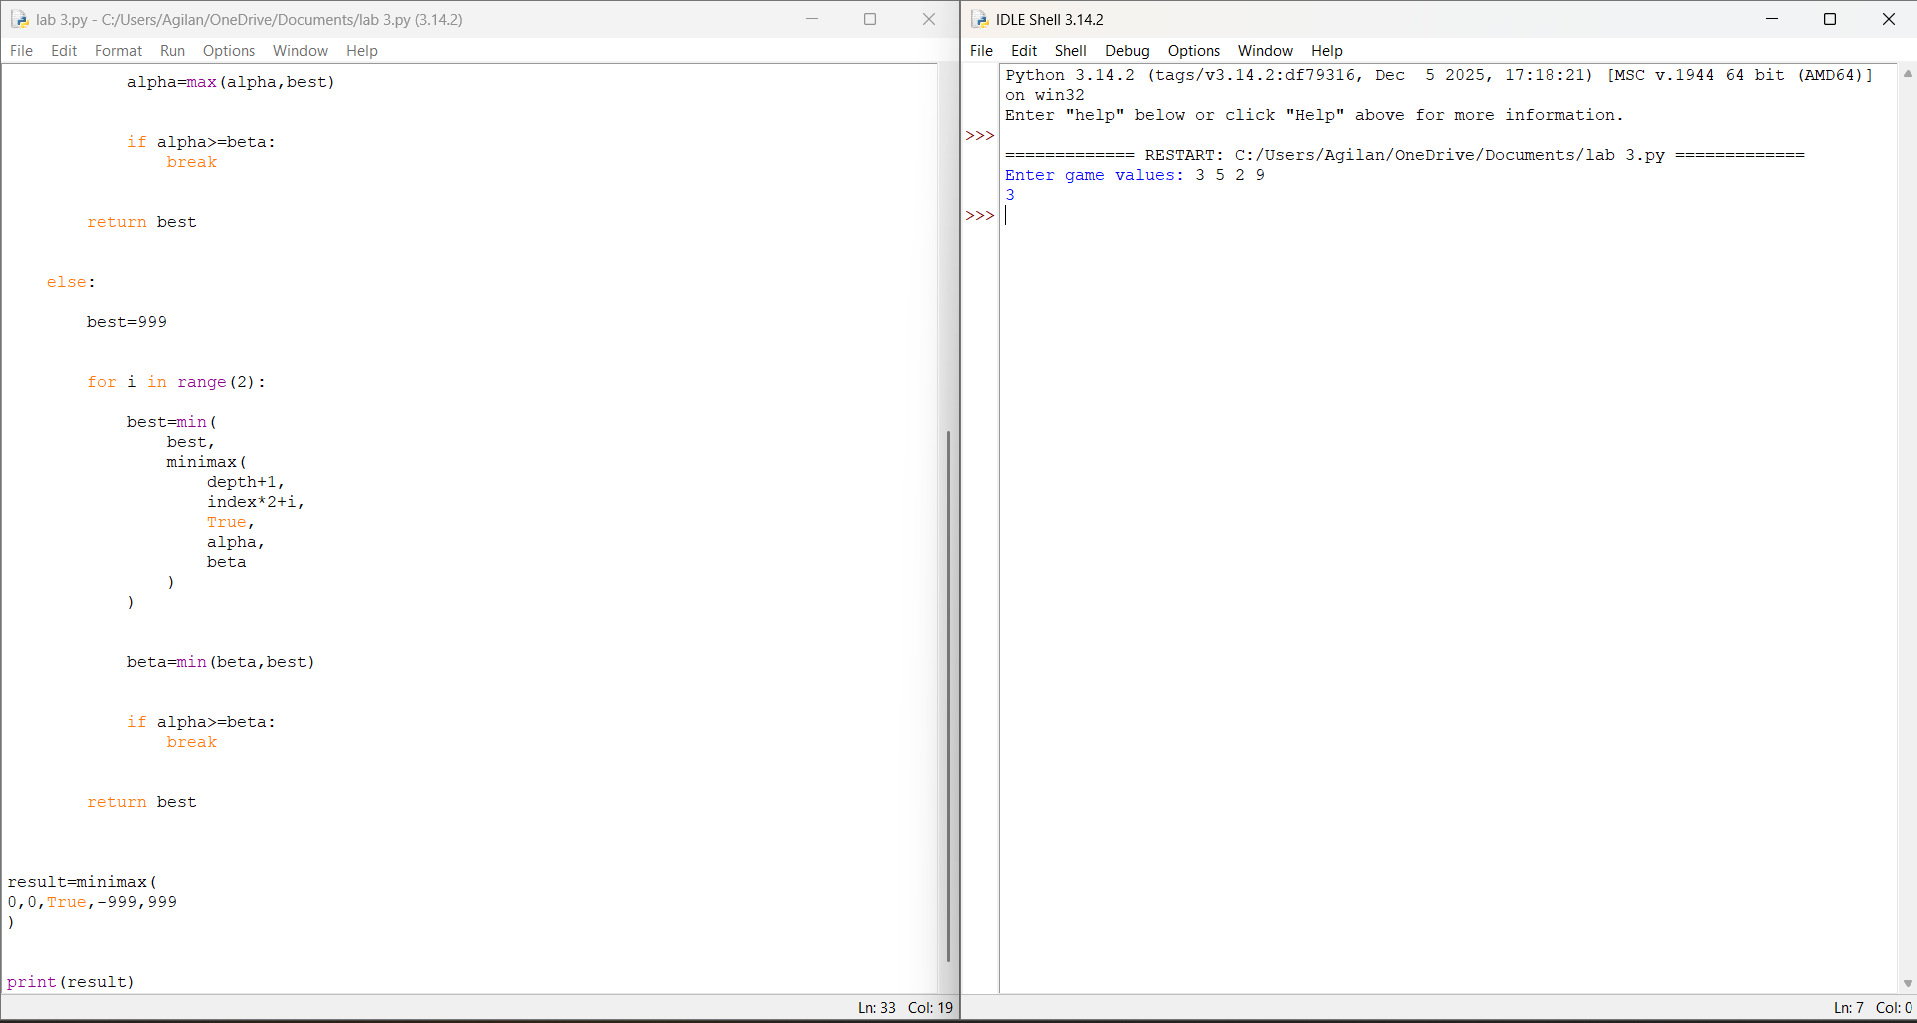 lab 3.py - C:/Users/Agilan/OneDrive/Documents/lab 3.py (3.14.2)
File Edit Format Run Options Window Help
            alpha=max(alpha,best)
            if alpha>=beta:
                break
        return best
    else:
        best=999
        for i in range(2):
            best=min(
                best,
                minimax(
                    depth+1,
                    index*2+i,
                    True,
                    alpha,
                    beta
                )
            )
            beta=min(beta,best)
            if alpha>=beta:
                break
        return best
result=minimax(
0,0,True,-999,999
)
print(result)
Ln: 33 Col: 19
IDLE Shell 3.14.2
File Edit Shell Debug Options Window Help
Python 3.14.2 (tags/v3.14.2:df79316, Dec  5 2025, 17:18:21) [MSC v.1944 64 bit (AMD64)]
on win32
Enter "help" below or click "Help" above for more information.
>>>
============= RESTART: C:/Users/Agilan/OneDrive/Documents/lab 3.py =============
Enter game values: 3 5 2 9
3
>>>
Ln: 7 Col: 0